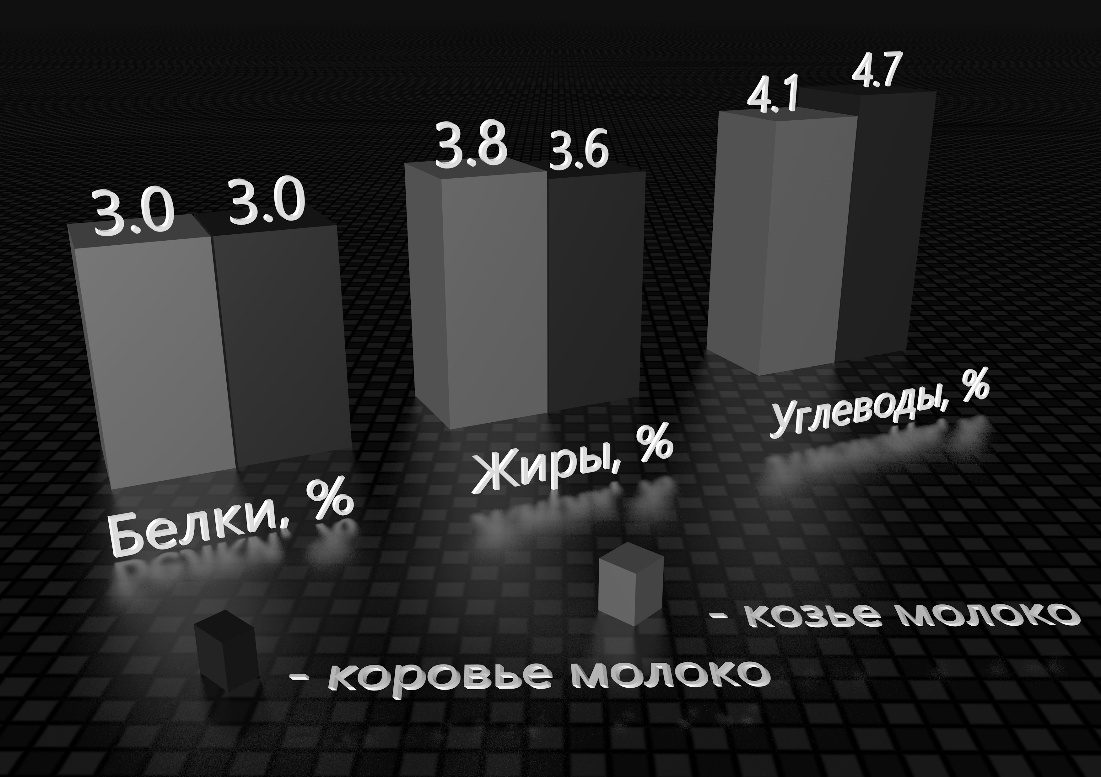 3.0 3.0
3.8 3.6
4.1 4.7
Белки, %
Жиры, %
Углеводы, %
- козье молоко
- коровье молоко